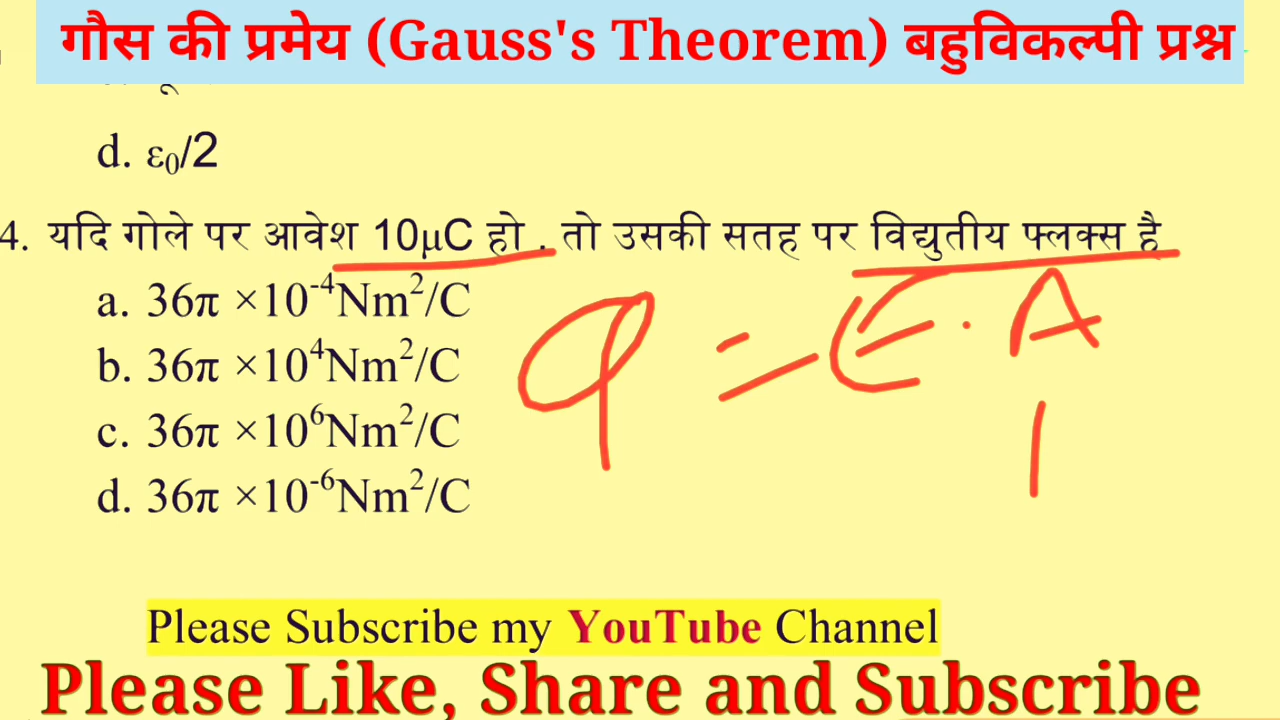 गौस की प्रमेय (Gauss's Theorem) बहुविकल्पी प्रश्न
d. ε₀/2
4. यदि गोले पर आवेश 10μC हो . तो उसकी सतह पर विद्युतीय फ्लक्स है
a. 36π ×10⁻⁴Nm²/C
b. 36π ×10⁴Nm²/C
c. 36π ×10⁶Nm²/C
d. 36π ×10⁻⁶Nm²/C
φ = E . A
Please Subscribe my YouTube Channel
Please Like, Share and Subscribe